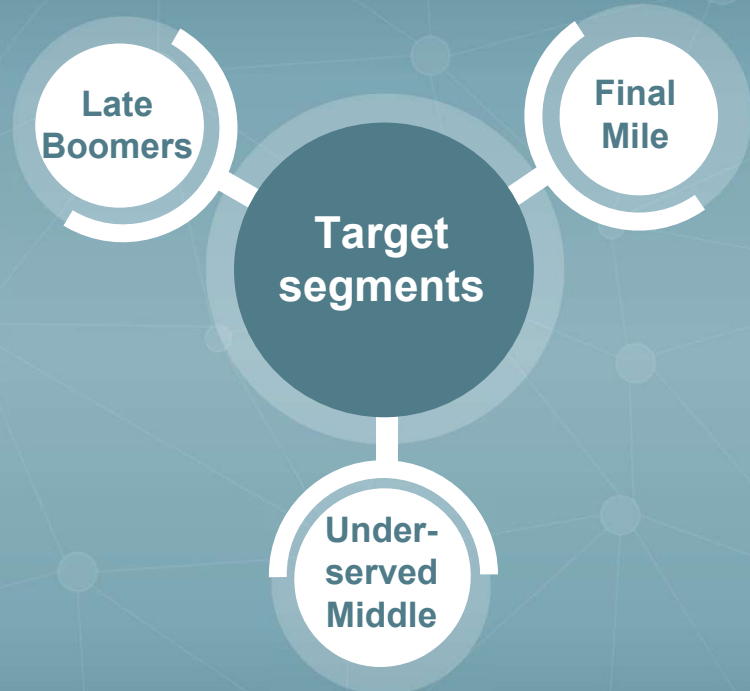 Late
Boomers
Final
Mile
Target
segments
Under-
served
Middle